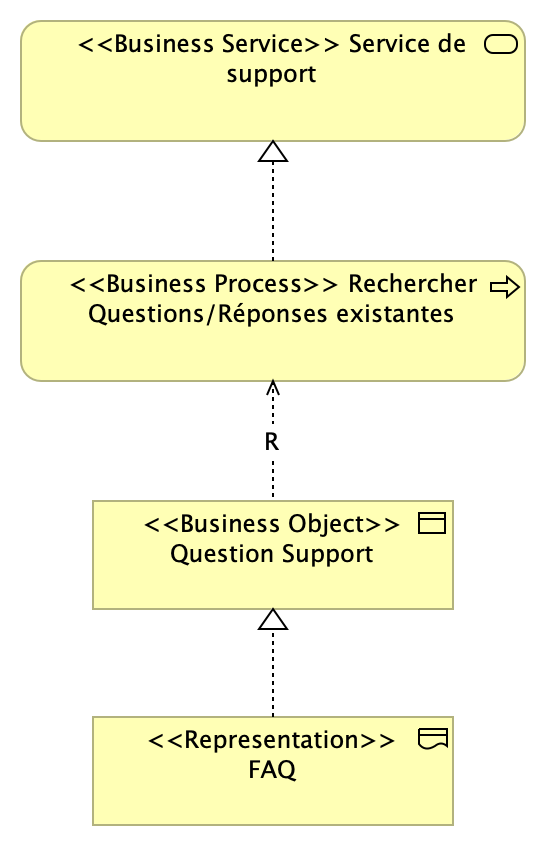 <<Business Service>> Service de
support
<<Business Process>> Rechercher
Questions/Réponses existantes
R
<<Business Object>>
Question Support
<<Representation>>
FAQ